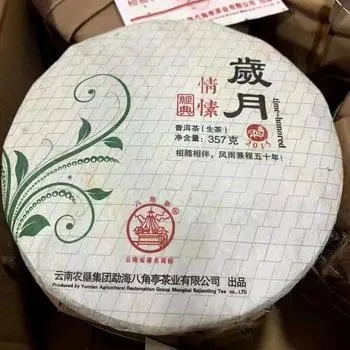 歲月
time-honored
情愫
經典
2015
普洱茶(生茶)
净含量:357克
相随相伴,风雨兼程五十年!
八角亭
云南省著名商标
云南农垦集团勐海八角亭茶业有限公司 出品
Produced by Yunnan Agricultural Reclamation Group Menghai Bajiaoting Tea co., LTD